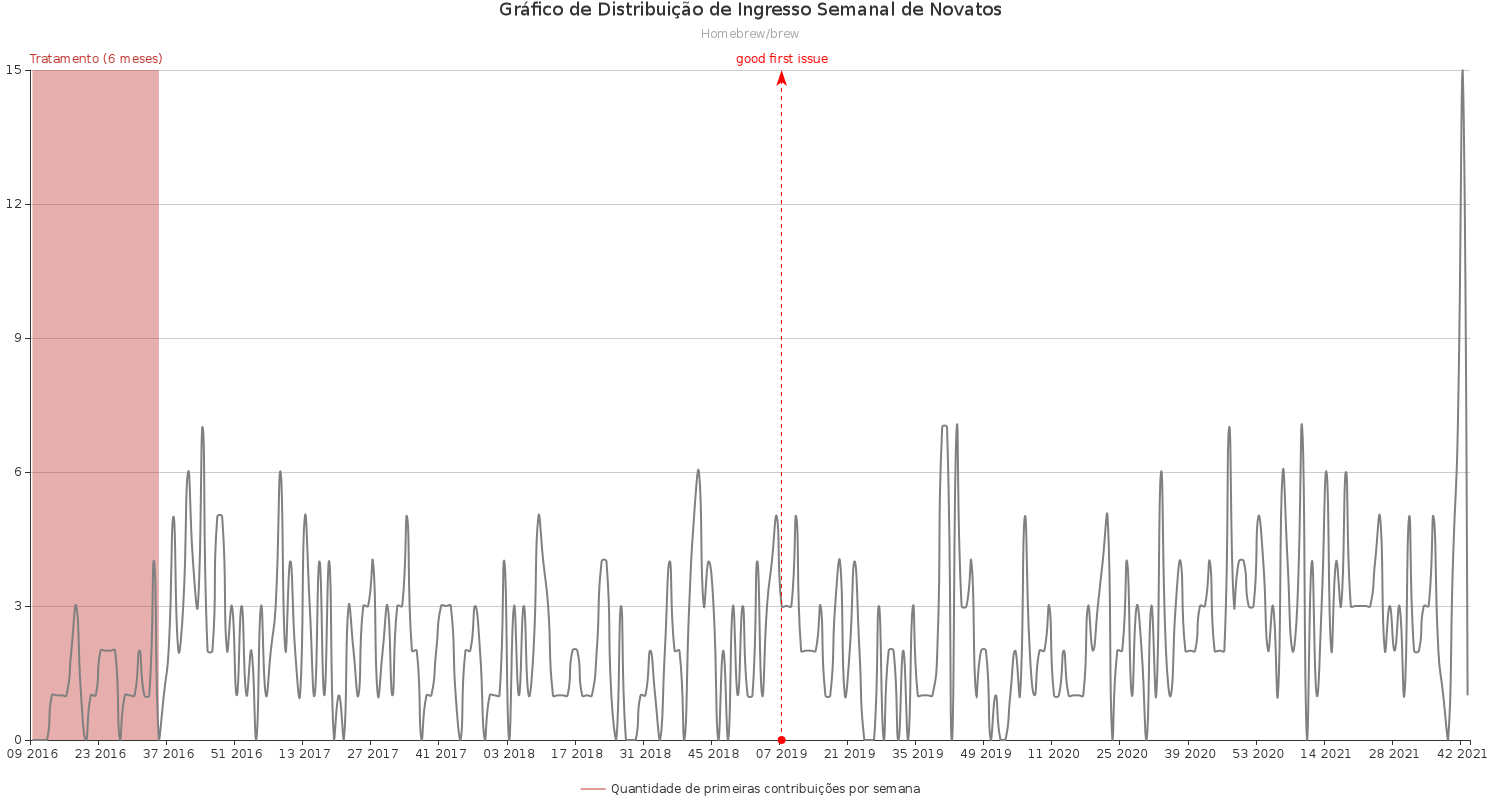 Gráfico de Distribuição de Ingresso Semanal de Novatos
Homebrew/brew
Tratamento (6 meses)
good first issue
15
12
9
6
3
0
09 2016 23 2016 37 2016 51 2016 13 2017 27 2017 41 2017 03 2018 17 2018 31 2018 45 2018 07 2019 21 2019 35 2019 49 2019 11 2020 25 2020 39 2020 53 2020 14 2021 28 2021 42 2021
Quantidade de primeiras contribuições por semana